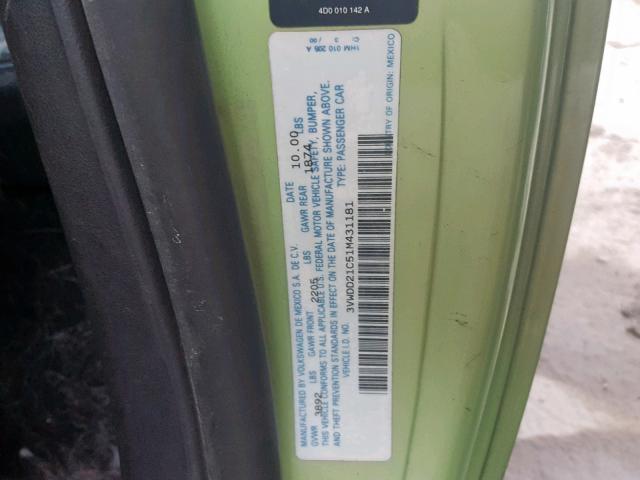 4D0 010 142 A
MANUFACTURED BY VOLKSWAGEN DE MEXICO S.A. DE C.V. DATE 10.00
GVWR 3892 LBS GAWR FRONT 2205 LBS GAWR REAR 1874 LBS
THIS VEHICLE CONFORMS TO ALL APPLICABLE U.S. FEDERAL MOTOR VEHICLE SAFETY, BUMPER,
AND THEFT PREVENTION STANDARDS IN EFFECT ON THE DATE OF MANUFACTURE SHOWN ABOVE.
VEHICLE I.D. NO. TYPE: PASSENGER CAR
3VWDD21C51M431181
1HM 010 A
COUNTRY OF ORIGIN: MEXICO